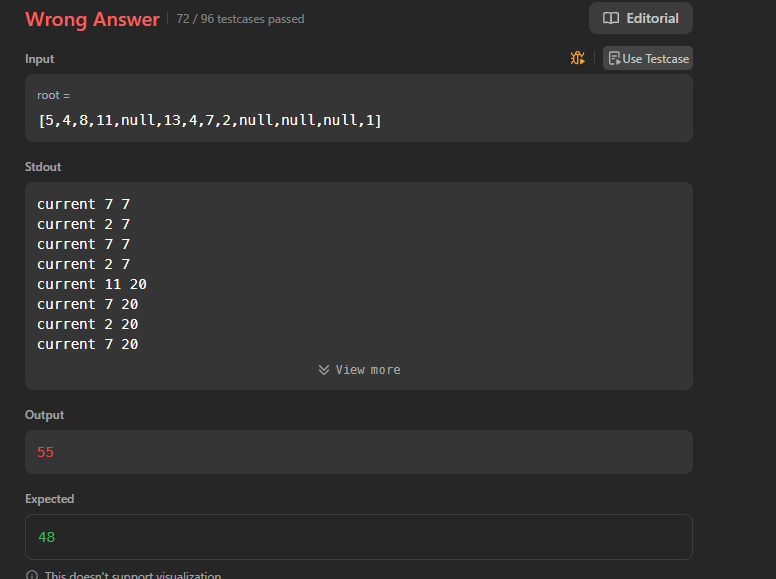 Wrong Answer | 72 / 96 testcases passed
Editorial
Input
Use Testcase
root =
[5,4,8,11,null,13,4,7,2,null,null,null,1]
Stdout
current 7 7
current 2 7
current 7 7
current 2 7
current 11 20
current 7 20
current 2 20
current 7 20
View more
Output
55
Expected
48
This doesn't support visualization